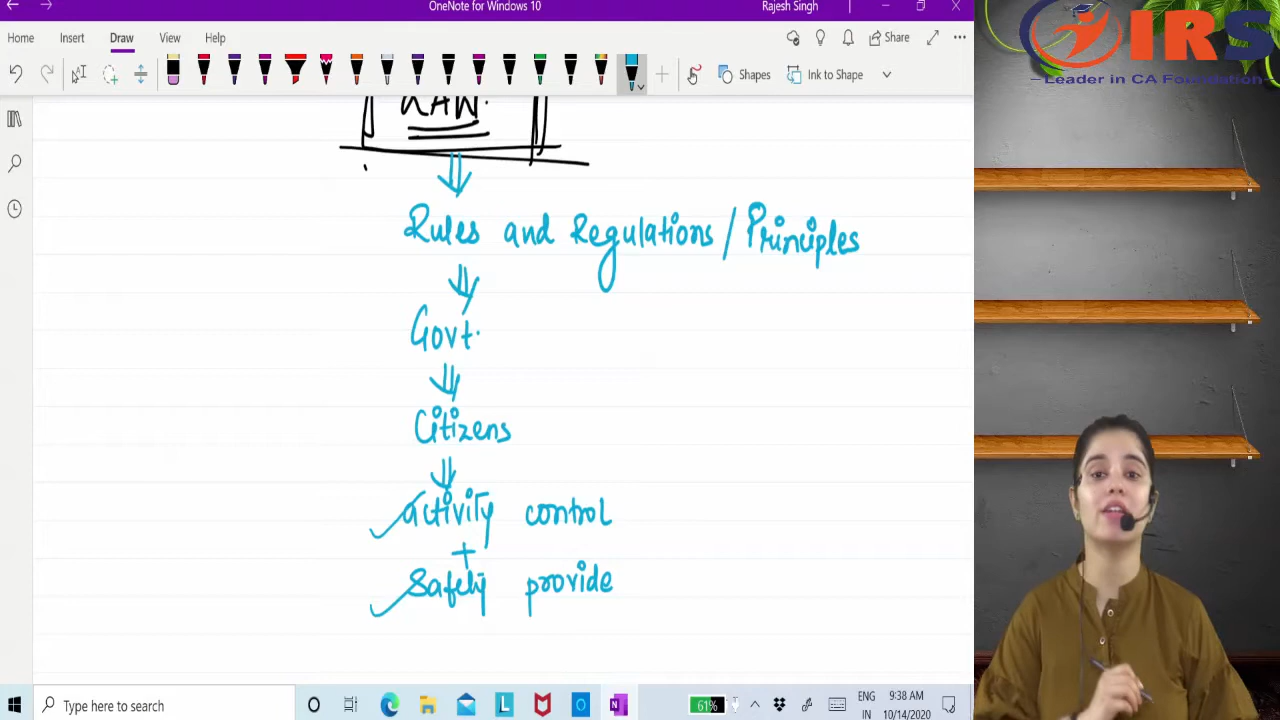 OneNote for Windows 10
Rajesh Singh
Home Insert Draw View Help
Share
Shapes
Ink to Shape
IRS
Leader in CA Foundation
LAW.
Rules and Regulations / Principles
Govt.
Citizens
activity control
+
Safety provide
Type here to search
61%
ENG
IN
9:38 AM
10/14/2020